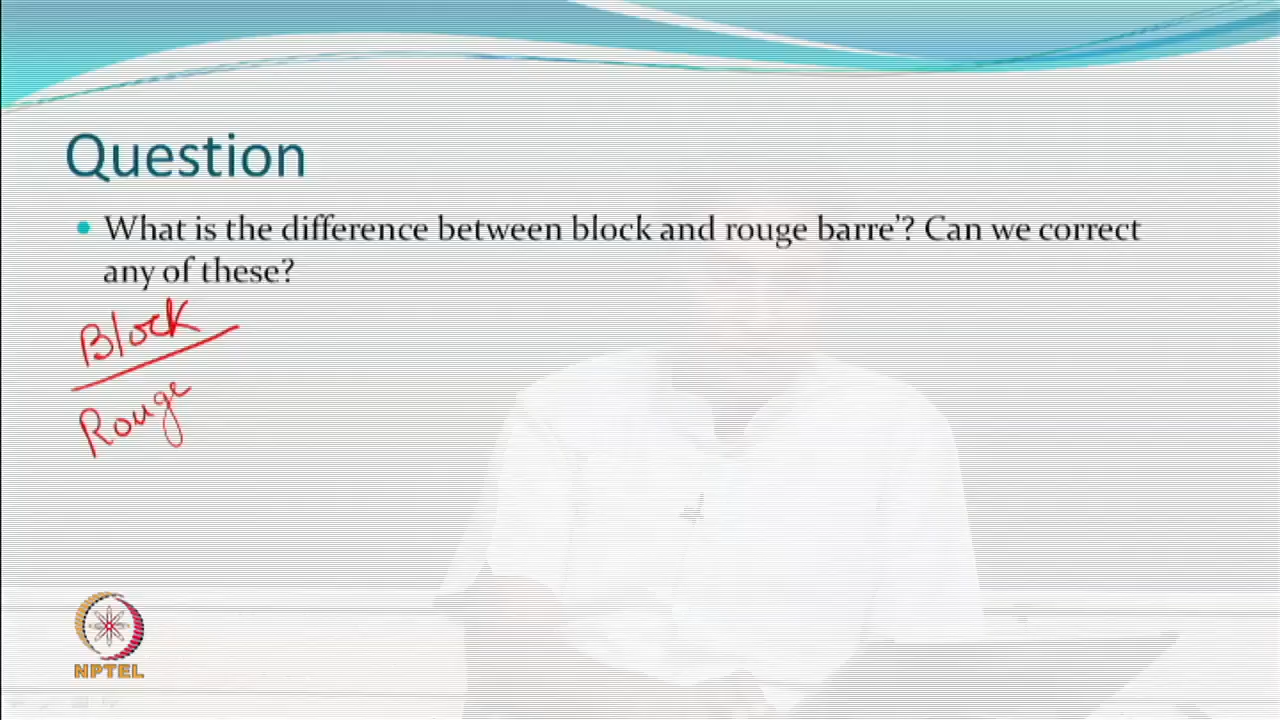 Question
What is the difference between block and rouge barre'? Can we correct
any of these?
Block
Rouge
NPTEL